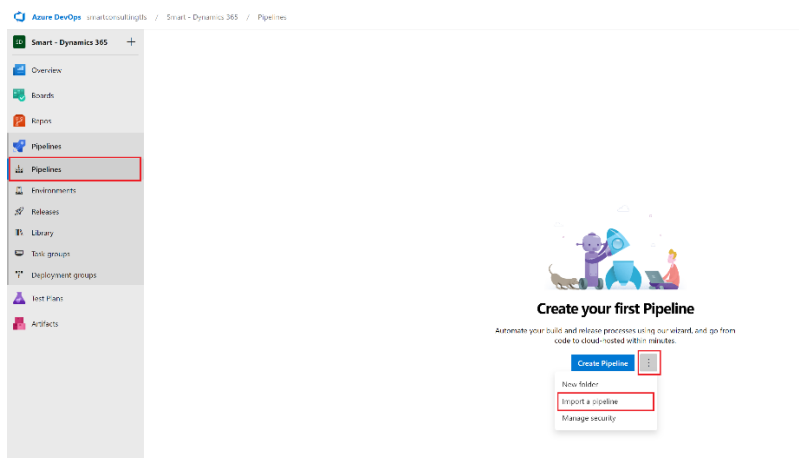 Azure DevOps smartconsultingtls / Smart - Dynamics 365 / Pipelines
SD Smart - Dynamics 365 +
Overview
Boards
Repos
Pipelines
Pipelines
Environments
Releases
Library
Task groups
Deployment groups
Test Plans
Artifacts
Create your first Pipeline
Automate your build and release processes using our wizard, and go from
code to cloud-hosted within minutes.
Create Pipeline
New folder
Import a pipeline
Manage security